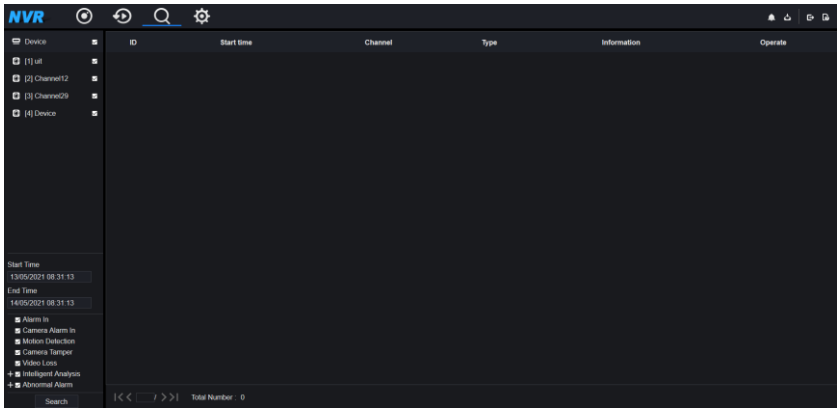 NVR
Device
ID Start time Channel Type Information Operate
[1] url
[2] Channel12
[3] Channel29
[4] Device
Start Time
13/05/2021 08:31:13
End Time
14/05/2021 08:31:13
Alarm In
Camera Alarm In
Motion Detection
Camera Tamper
Video Loss
Intelligent Analysis
Abnormal Alarm
Search
/ Total Number : 0